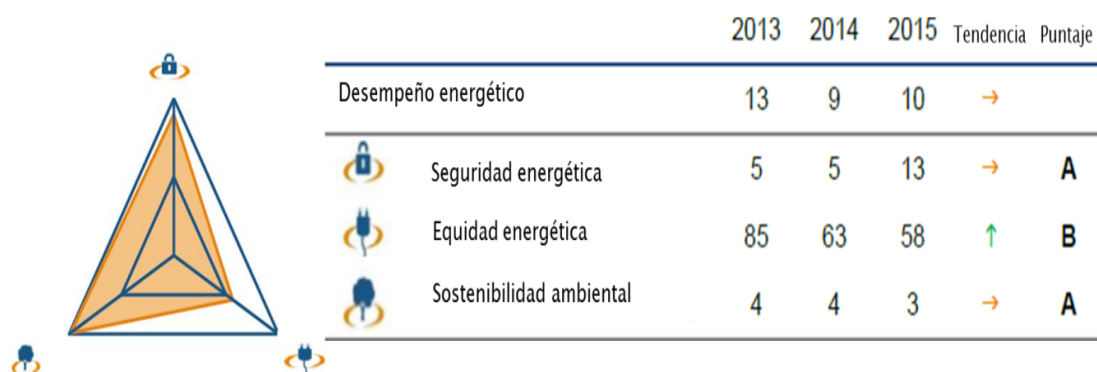 2013 2014 2015 Tendencia Puntaje
Desempeño energético 13 9 10 →
Seguridad energética 5 5 13 → A
Equidad energética 85 63 58 ↑ B
Sostenibilidad ambiental 4 4 3 → A